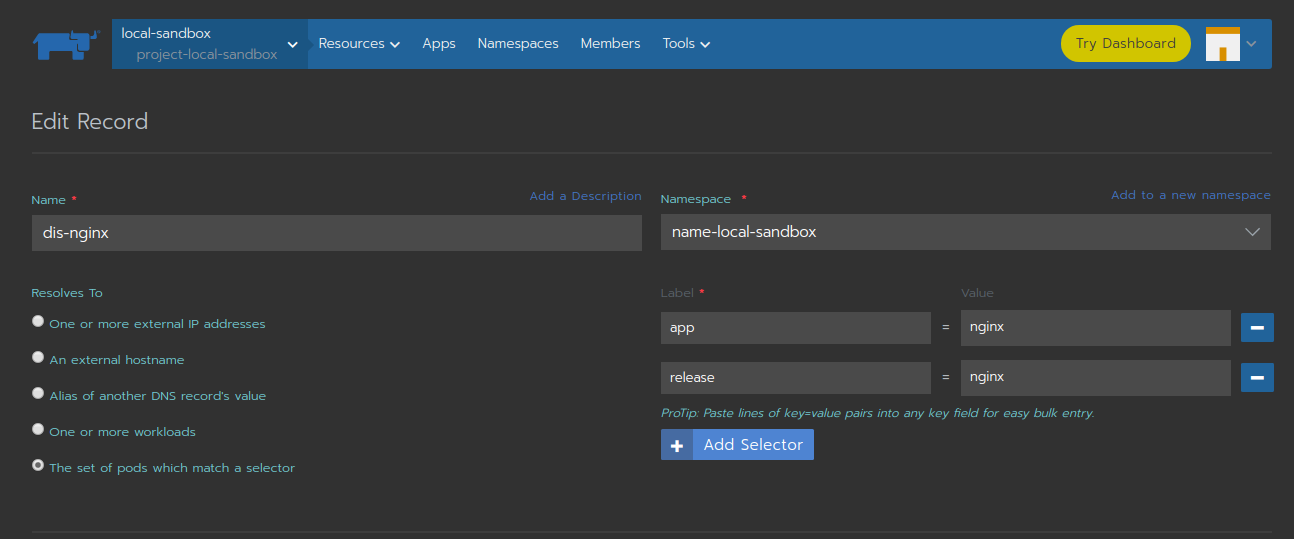 local-sandbox
project-local-sandbox
Resources Apps Namespaces Members Tools Try Dashboard
Edit Record
Name * Add a Description
dis-nginx
Namespace * Add to a new namespace
name-local-sandbox
Resolves To
One or more external IP addresses
An external hostname
Alias of another DNS record's value
One or more workloads
The set of pods which match a selector
Label * Value
app = nginx
release = nginx
ProTip: Paste lines of key=value pairs into any key field for easy bulk entry.
+ Add Selector